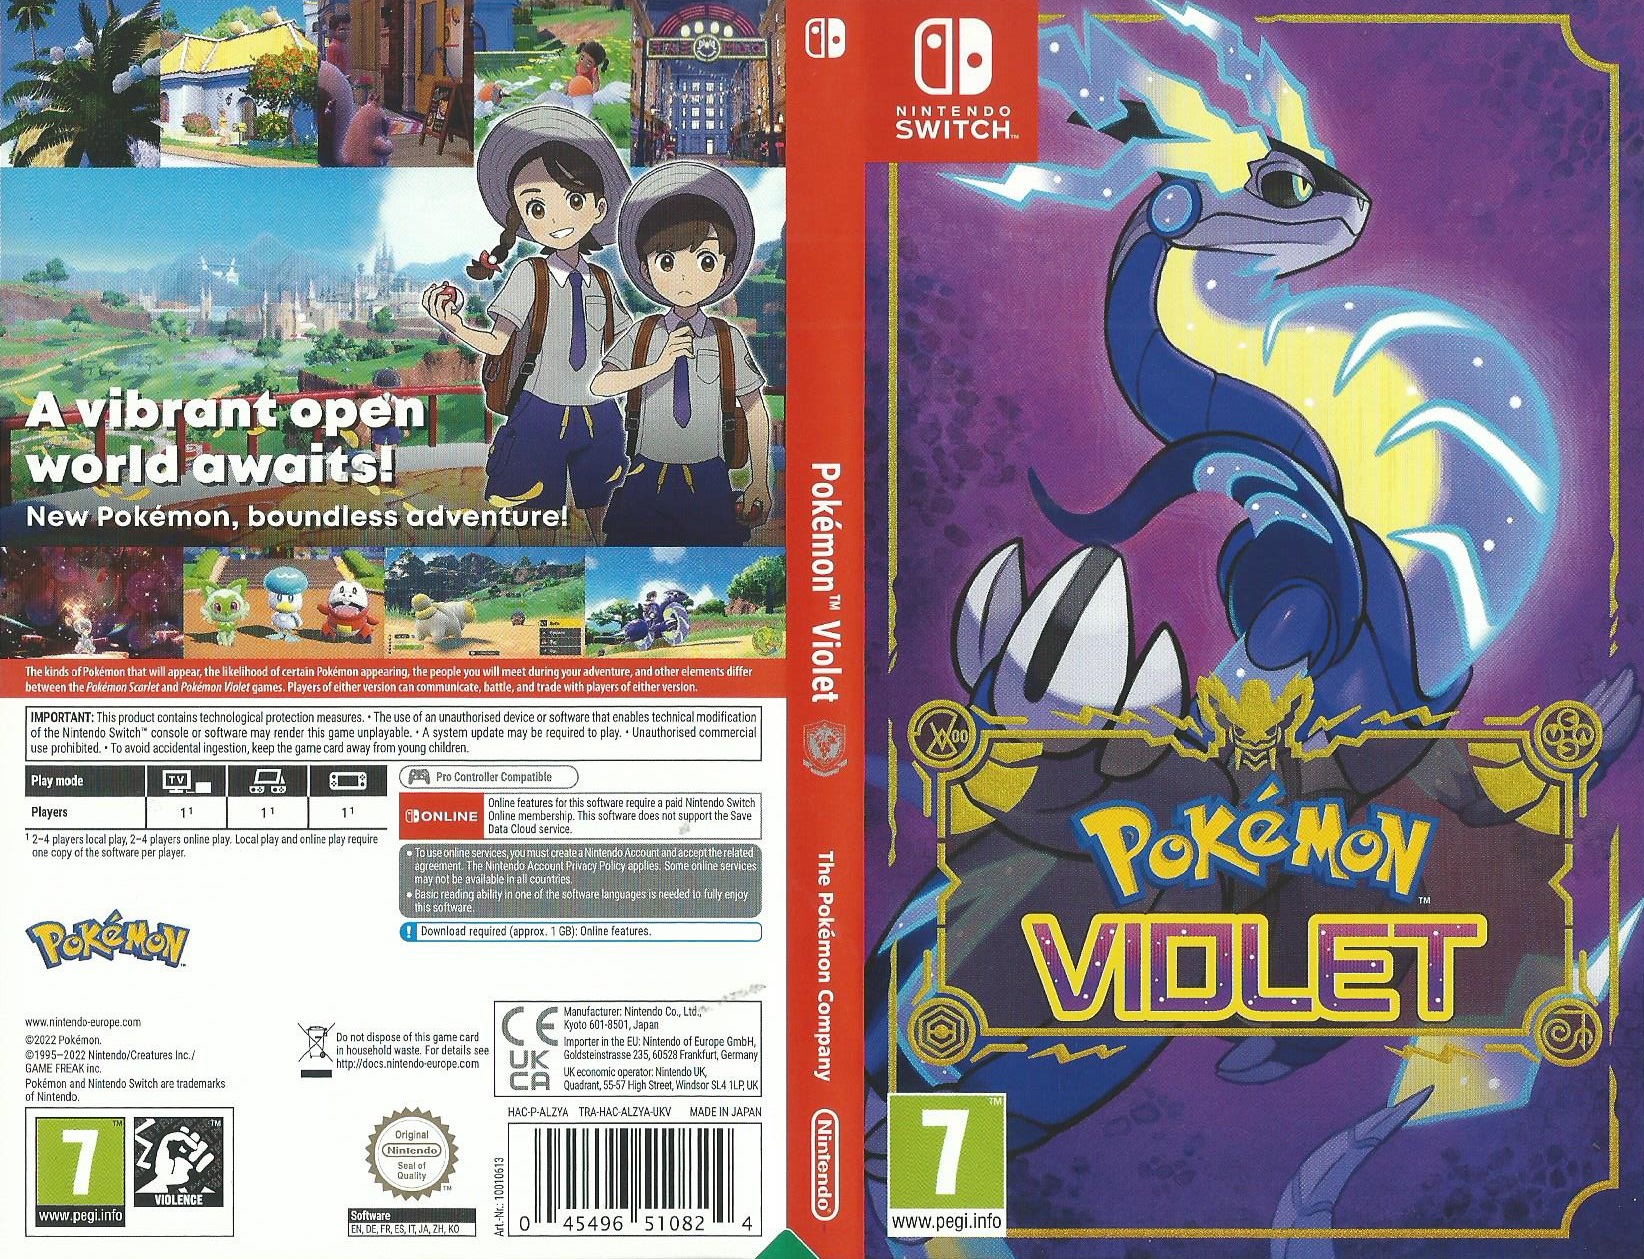 A vibrant open
world awaits!
New Pokémon, boundless adventure!
The kinds of Pokémon that will appear, the likelihood of certain Pokémon appearing, the people you will meet during your adventure, and other elements differ
between the Pokémon Scarlet and Pokémon Violet games. Players of either version can communicate, battle, and trade with players of either version.
IMPORTANT: This product contains technological protection measures. • The use of an unauthorised device or software that enables technical modification
of the Nintendo Switch™ console or software may render this game unplayable. • A system update may be required to play. • Unauthorised commercial
use prohibited. • To avoid accidental ingestion, keep the game card away from young children.
Play mode
TV
Players
1¹
1¹
1¹
¹ 2–4 players local play, 2–4 players online play. Local play and online play require
one copy of the software per player.
Pro Controller Compatible
ONLINE
Online features for this software require a paid Nintendo Switch
Online membership. This software does not support the Save
Data Cloud service.
• To use online services, you must create a Nintendo Account and accept the related
agreement. The Nintendo Account Privacy Policy applies. Some online services
may not be available in all countries.
• Basic reading ability in one of the software languages is needed to fully enjoy
this software.
! Download required (approx. 1 GB): Online features.
POKéMON™
www.nintendo-europe.com
©2022 Pokémon.
©1995–2022 Nintendo/Creatures Inc./
GAME FREAK inc.
Pokémon and Nintendo Switch are trademarks
of Nintendo.
Do not dispose of this game card
in household waste. For details see
http://docs.nintendo-europe.com
CE
UK
CA
Manufacturer: Nintendo Co., Ltd.,
Kyoto 601-8501, Japan
Importer in the EU: Nintendo of Europe GmbH,
Goldsteinstrasse 235, 60528 Frankfurt, Germany
UK economic operator: Nintendo UK,
Quadrant, 55-57 High Street, Windsor SL4 1LP, UK
HAC-P-ALZYA TRA-HAC-ALZYA-UKV MADE IN JAPAN
7™
www.pegi.info
™
VIOLENCE
Original
Nintendo
Seal of
Quality
™
Software
EN, DE, FR, ES, IT, JA, ZH, KO
Art.-Nr.: 10010613
0 45496 51082 4
Pokémon™ Violet
The Pokémon Company
Nintendo
NINTENDO
SWITCH™
POKéMON™
VIOLET
7™
www.pegi.info